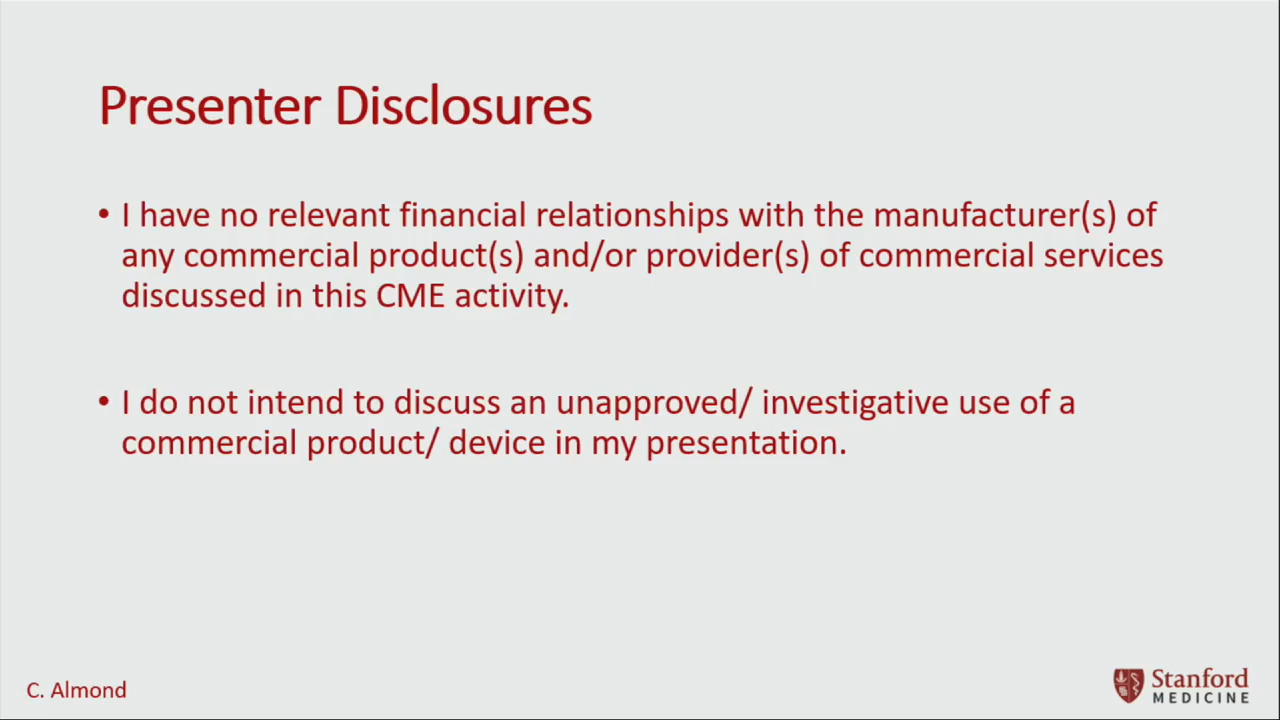 Presenter Disclosures
• I have no relevant financial relationships with the manufacturer(s) of
any commercial product(s) and/or provider(s) of commercial services
discussed in this CME activity.
• I do not intend to discuss an unapproved/ investigative use of a
commercial product/ device in my presentation.
C. Almond
Stanford
MEDICINE